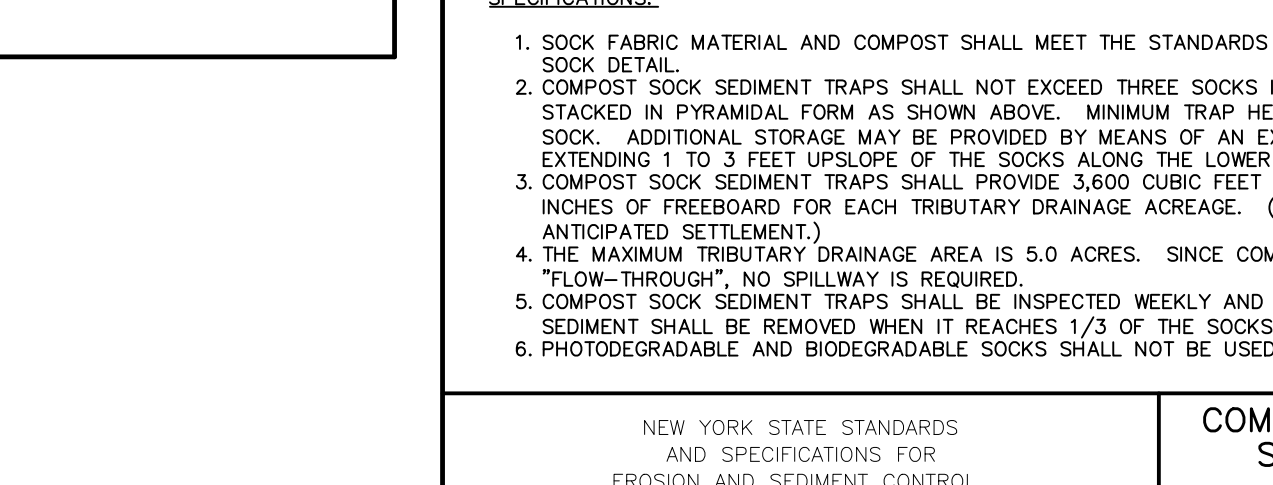 SPECIFICATIONS:
1. SOCK FABRIC MATERIAL AND COMPOST SHALL MEET THE STANDARDS
SOCK DETAIL.
2. COMPOST SOCK SEDIMENT TRAPS SHALL NOT EXCEED THREE SOCKS
STACKED IN PYRAMIDAL FORM AS SHOWN ABOVE. MINIMUM TRAP HE
SOCK. ADDITIONAL STORAGE MAY BE PROVIDED BY MEANS OF AN EX
EXTENDING 1 TO 3 FEET UPSLOPE OF THE SOCKS ALONG THE LOWER
3. COMPOST SOCK SEDIMENT TRAPS SHALL PROVIDE 3,600 CUBIC FEET
INCHES OF FREEBOARD FOR EACH TRIBUTARY DRAINAGE ACREAGE. (
ANTICIPATED SETTLEMENT.)
4. THE MAXIMUM TRIBUTARY DRAINAGE AREA IS 5.0 ACRES. SINCE COM
"FLOW-THROUGH", NO SPILLWAY IS REQUIRED.
5. COMPOST SOCK SEDIMENT TRAPS SHALL BE INSPECTED WEEKLY AND
SEDIMENT SHALL BE REMOVED WHEN IT REACHES 1/3 OF THE SOCKS
6. PHOTODEGRADABLE AND BIODEGRADABLE SOCKS SHALL NOT BE USED
NEW YORK STATE STANDARDS
AND SPECIFICATIONS FOR
EROSION AND SEDIMENT CONTROL
COM
S